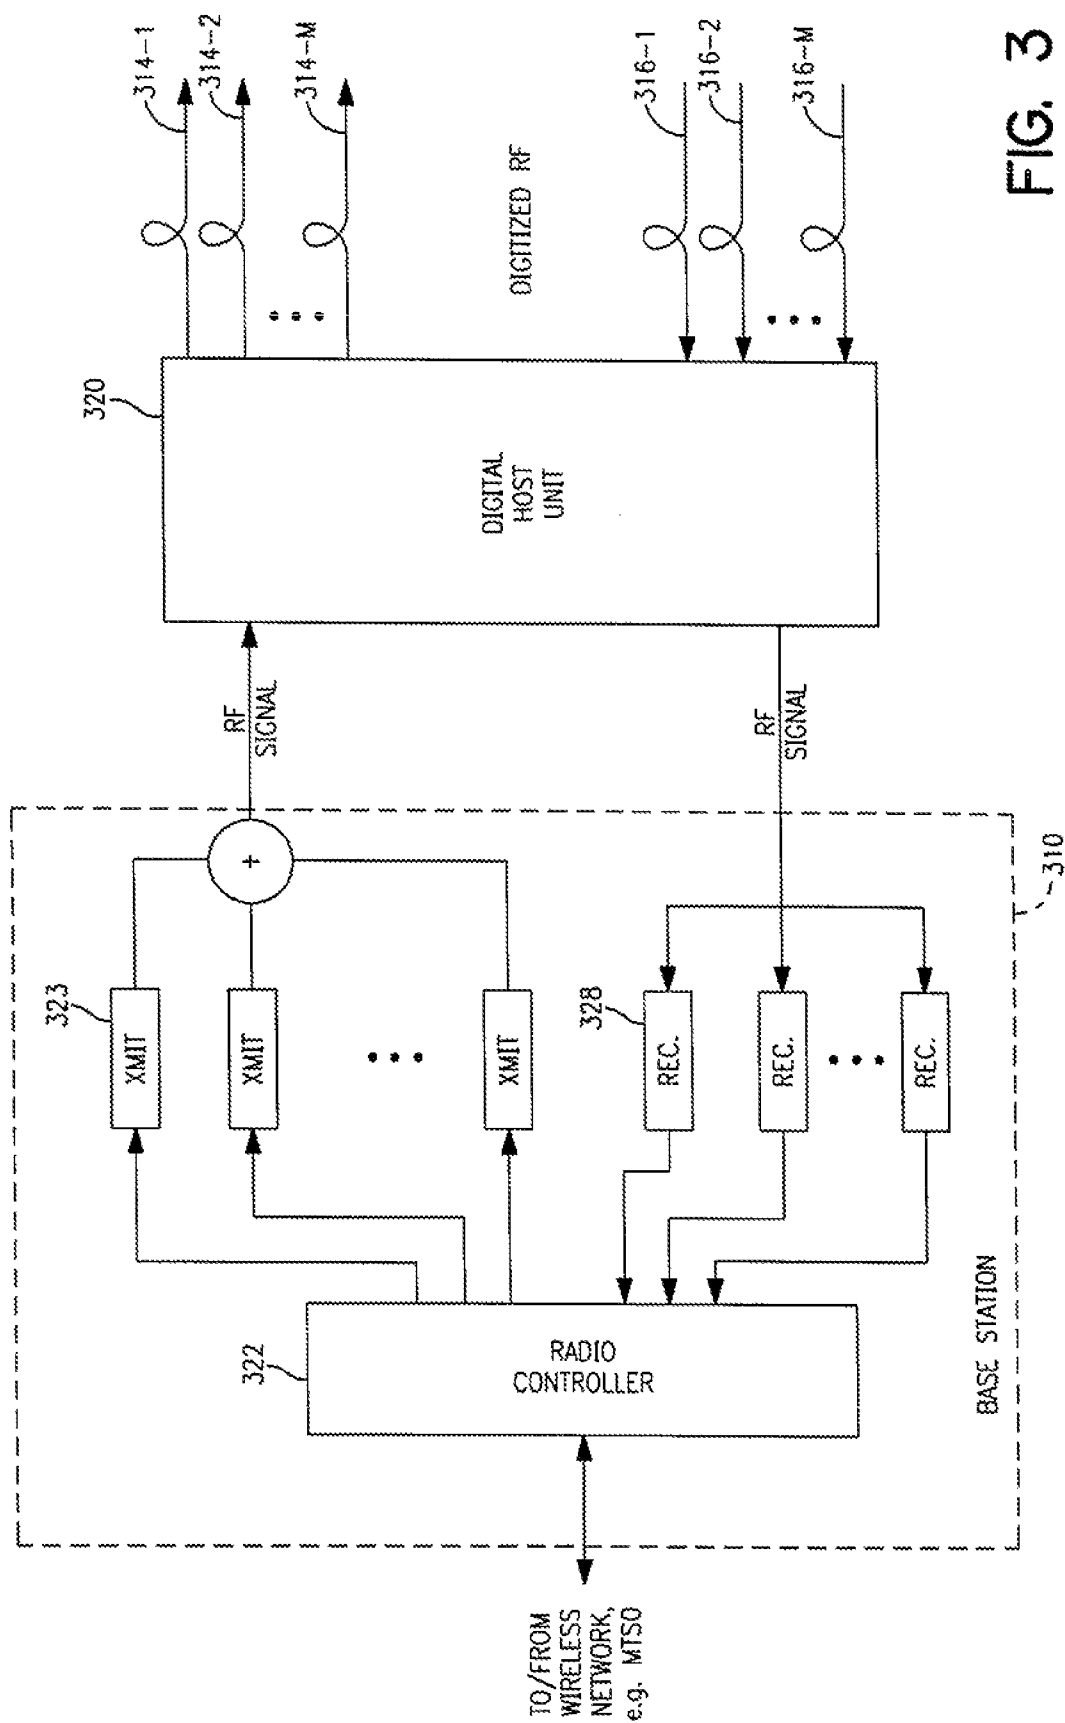 314-1
314-2
314-M
DIGITIZED RF
316-1
316-2
316-M
FIG. 3
320
DIGITAL
HOST
UNIT
RF
SIGNAL
RF
SIGNAL
310
323
XMIT
XMIT
XMIT
328
REC.
REC.
REC.
+
322
RADIO
CONTROLLER
BASE STATION
TO/FROM
WIRELESS
NETWORK,
e.g. MTSO